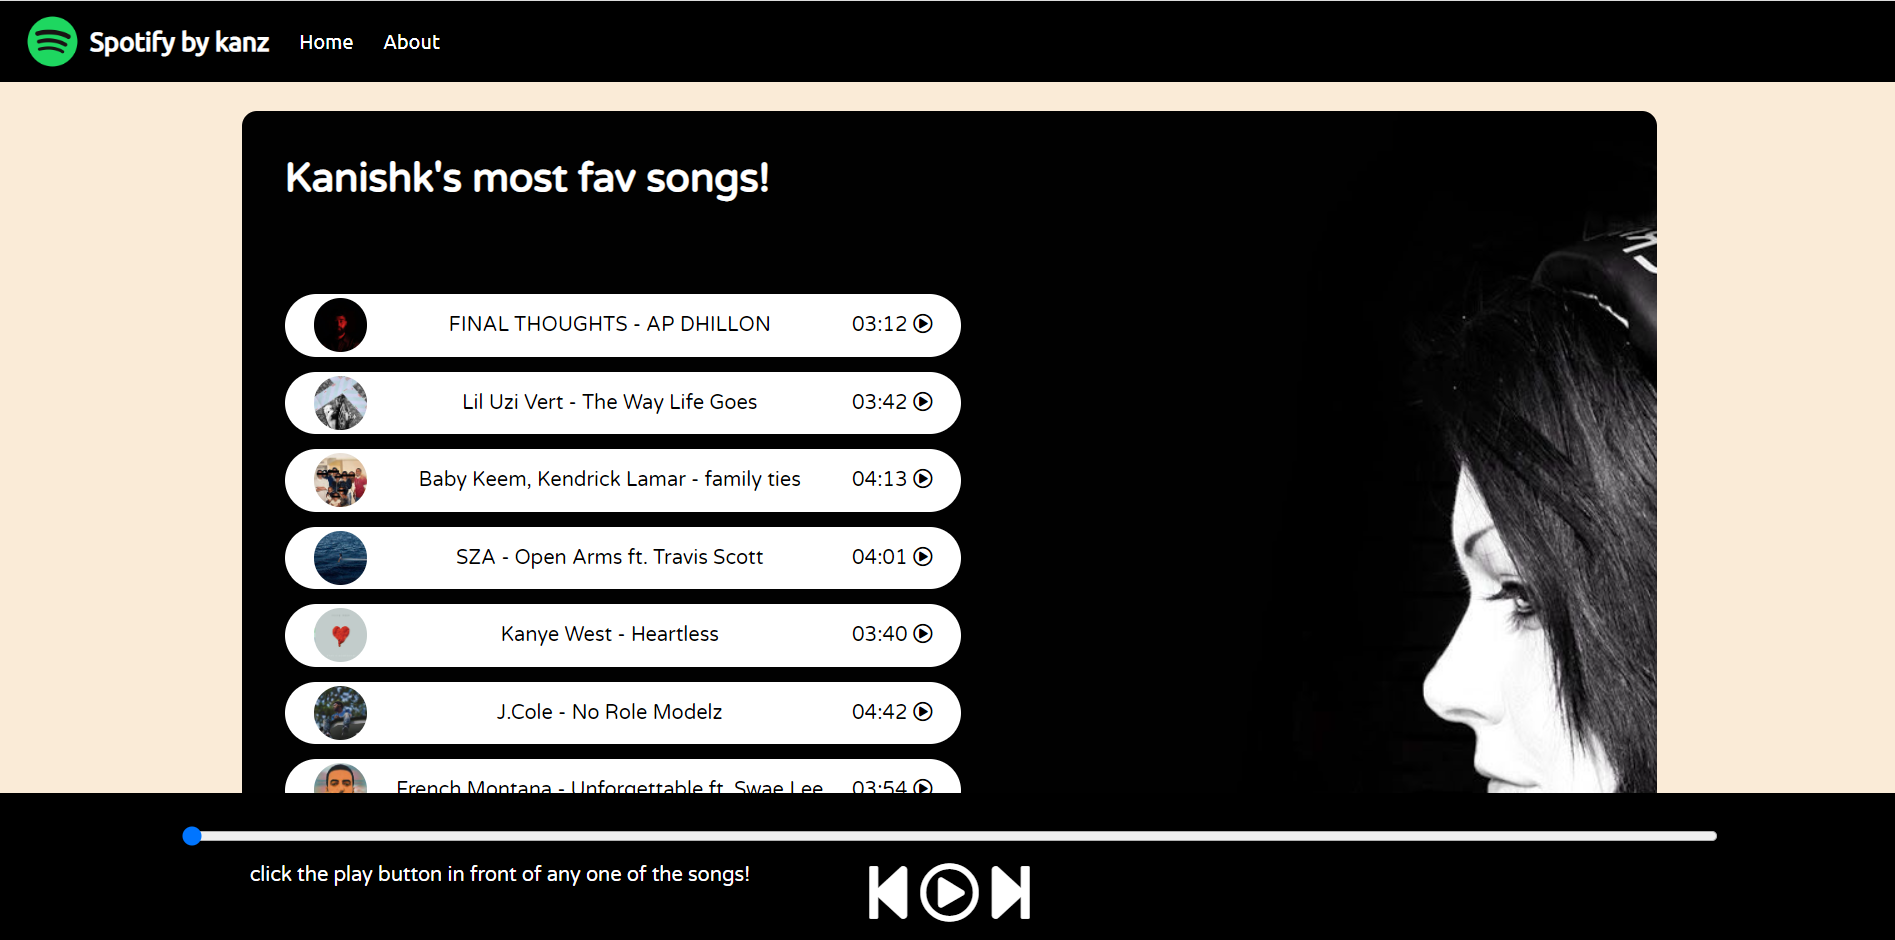 Spotify by kanz Home About
Kanishk's most fav songs!
FINAL THOUGHTS - AP DHILLON 03:12
Lil Uzi Vert - The Way Life Goes 03:42
Baby Keem, Kendrick Lamar - family ties 04:13
SZA - Open Arms ft. Travis Scott 04:01
Kanye West - Heartless 03:40
J.Cole - No Role Modelz 04:42
French Montana - Unforgettable ft. Swae Lee 03:54
click the play button in front of any one of the songs!